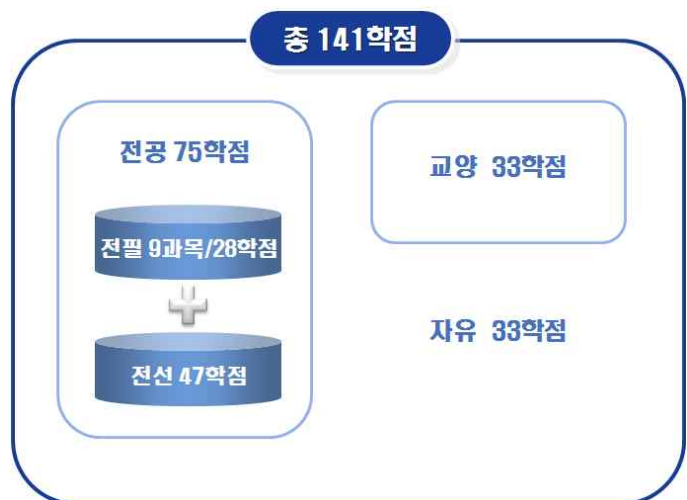 총 141학점
전공 75학점
전필 9과목/28학점
전선 47학점
교양 33학점
자유 33학점